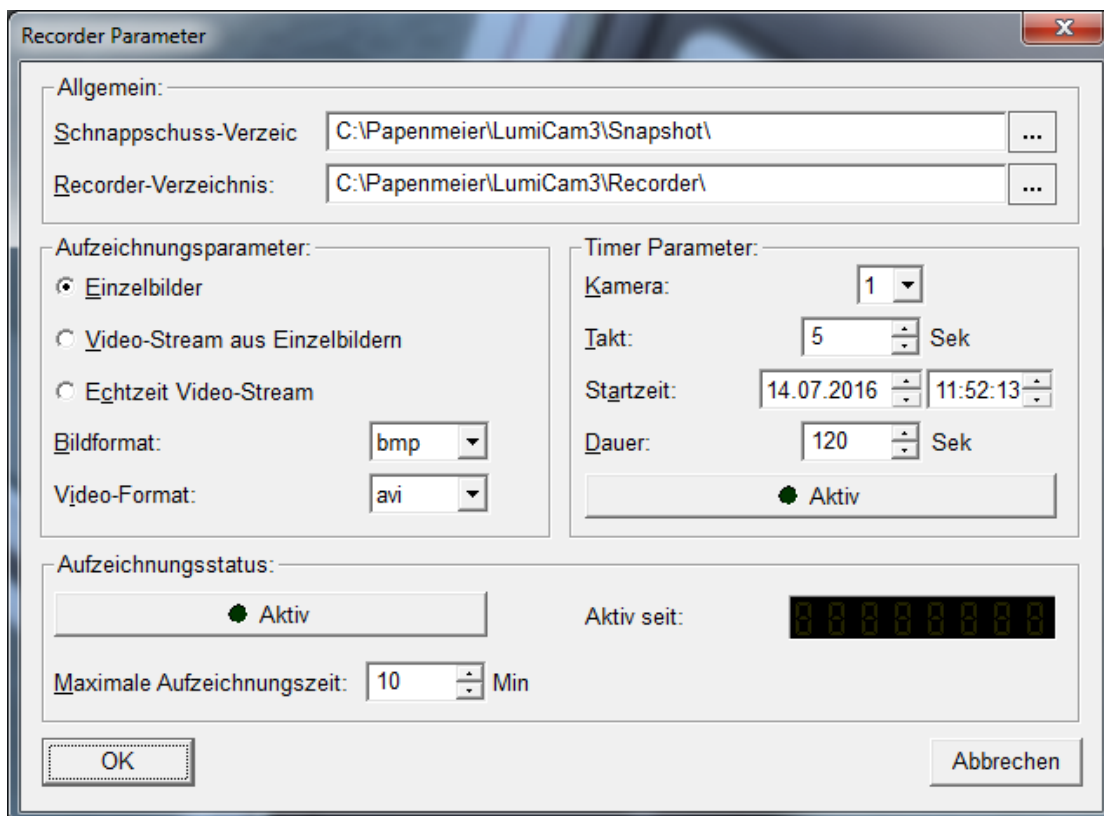 Recorder Parameter
Allgemein:
Schnappschuss-Verzeic C:\Papenmeier\LumiCam3\Snapshot\ ...
Recorder-Verzeichnis: C:\Papenmeier\LumiCam3\Recorder\ ...
Aufzeichnungsparameter:
Einzelbilder
Video-Stream aus Einzelbildern
Echtzeit Video-Stream
Bildformat: bmp
Video-Format: avi
Timer Parameter:
Kamera: 1
Takt: 5 Sek
Startzeit: 14.07.2016 11:52:13
Dauer: 120 Sek
Aktiv
Aufzeichnungsstatus:
Aktiv Aktiv seit:
Maximale Aufzeichnungszeit: 10 Min
OK Abbrechen